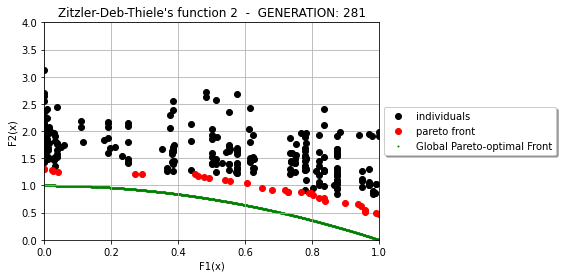 Zitzler-Deb-Thiele's function 2 - GENERATION: 281
4.0
3.5
3.0
2.5
2.0
1.5
1.0
0.5
0.0
F2(x)
0.0 0.2 0.4 0.6 0.8 1.0
F1(x)
individuals
pareto front
Global Pareto-optimal Front